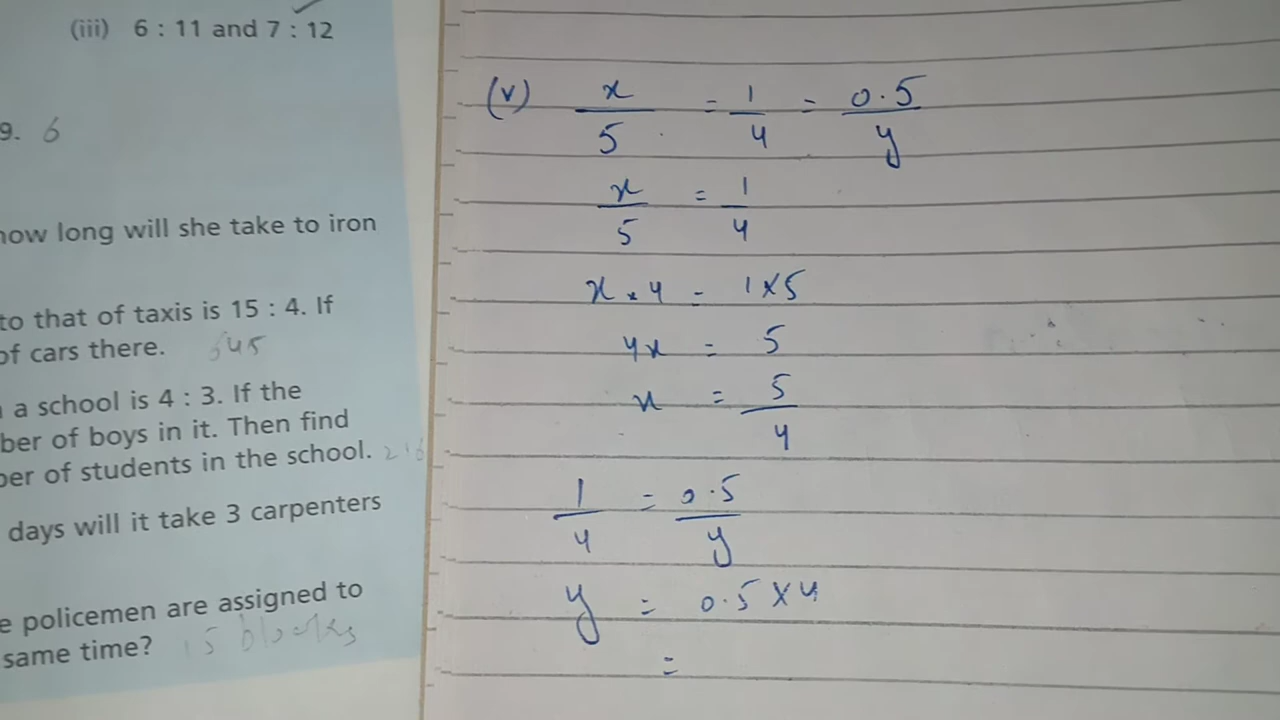 (iii) 6 : 11 and 7 : 12
9. 6
how long will she take to iron
to that of taxis is 15 : 4. If
of cars there. 645
a school is 4 : 3. If the
ber of boys in it. Then find
ber of students in the school. 216
days will it take 3 carpenters
e policemen are assigned to
same time? 15 blocks
(v) x/5 = 1/4 = 0.5/y
x/5 = 1/4
x × 4 = 1×5
4x = 5
x = 5/4
1/4 = 0.5/y
y = 0.5 × 4
=